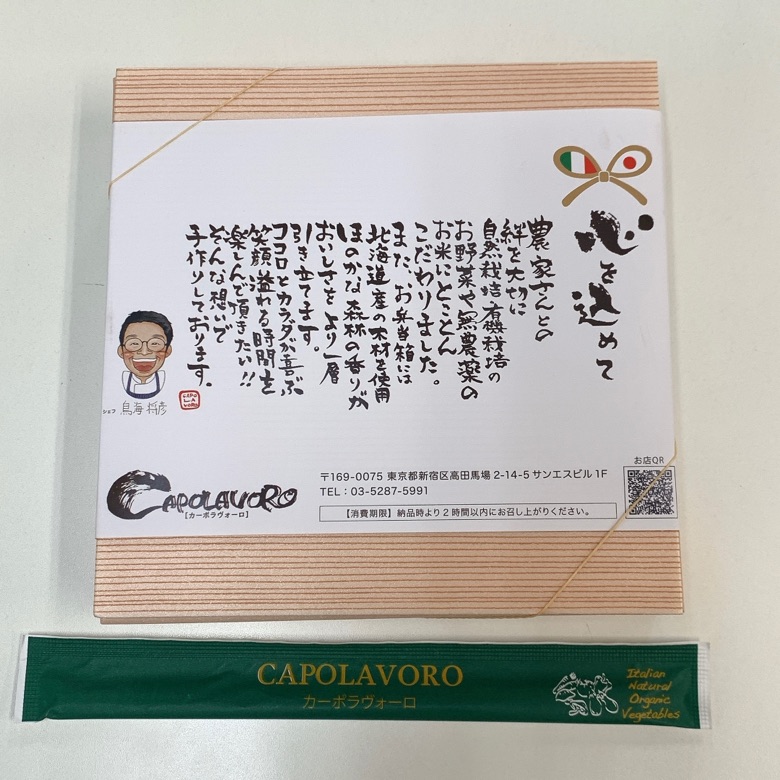 心を込めて
農家さんとの
絆を大切に
自然栽培・有機栽培の
お野菜や無農薬の
お米にとことん
こだわりました。
また、お弁当箱には
北海道産の木材を使用
ほのかな森林の香りが
おいしさをより一層
引き立てます。
ココロとカラダが喜ぶ
笑顔溢れる時間を
楽しんで頂きたい!!
そんな想いで
手作りしております。
シェフ 鳥海 将彦
CAPO
LA
VORO
CAPOLAVORO
【カーポラヴォーロ】
〒169-0075 東京都新宿区高田馬場 2-14-5 サンエスビル 1F
TEL：03-5287-5991
【消費期限】納品時より2時間以内にお召し上がりください。
お店QR
CAPOLAVORO
カーポラヴォーロ
Italian
Natural
Organic
Vegetables